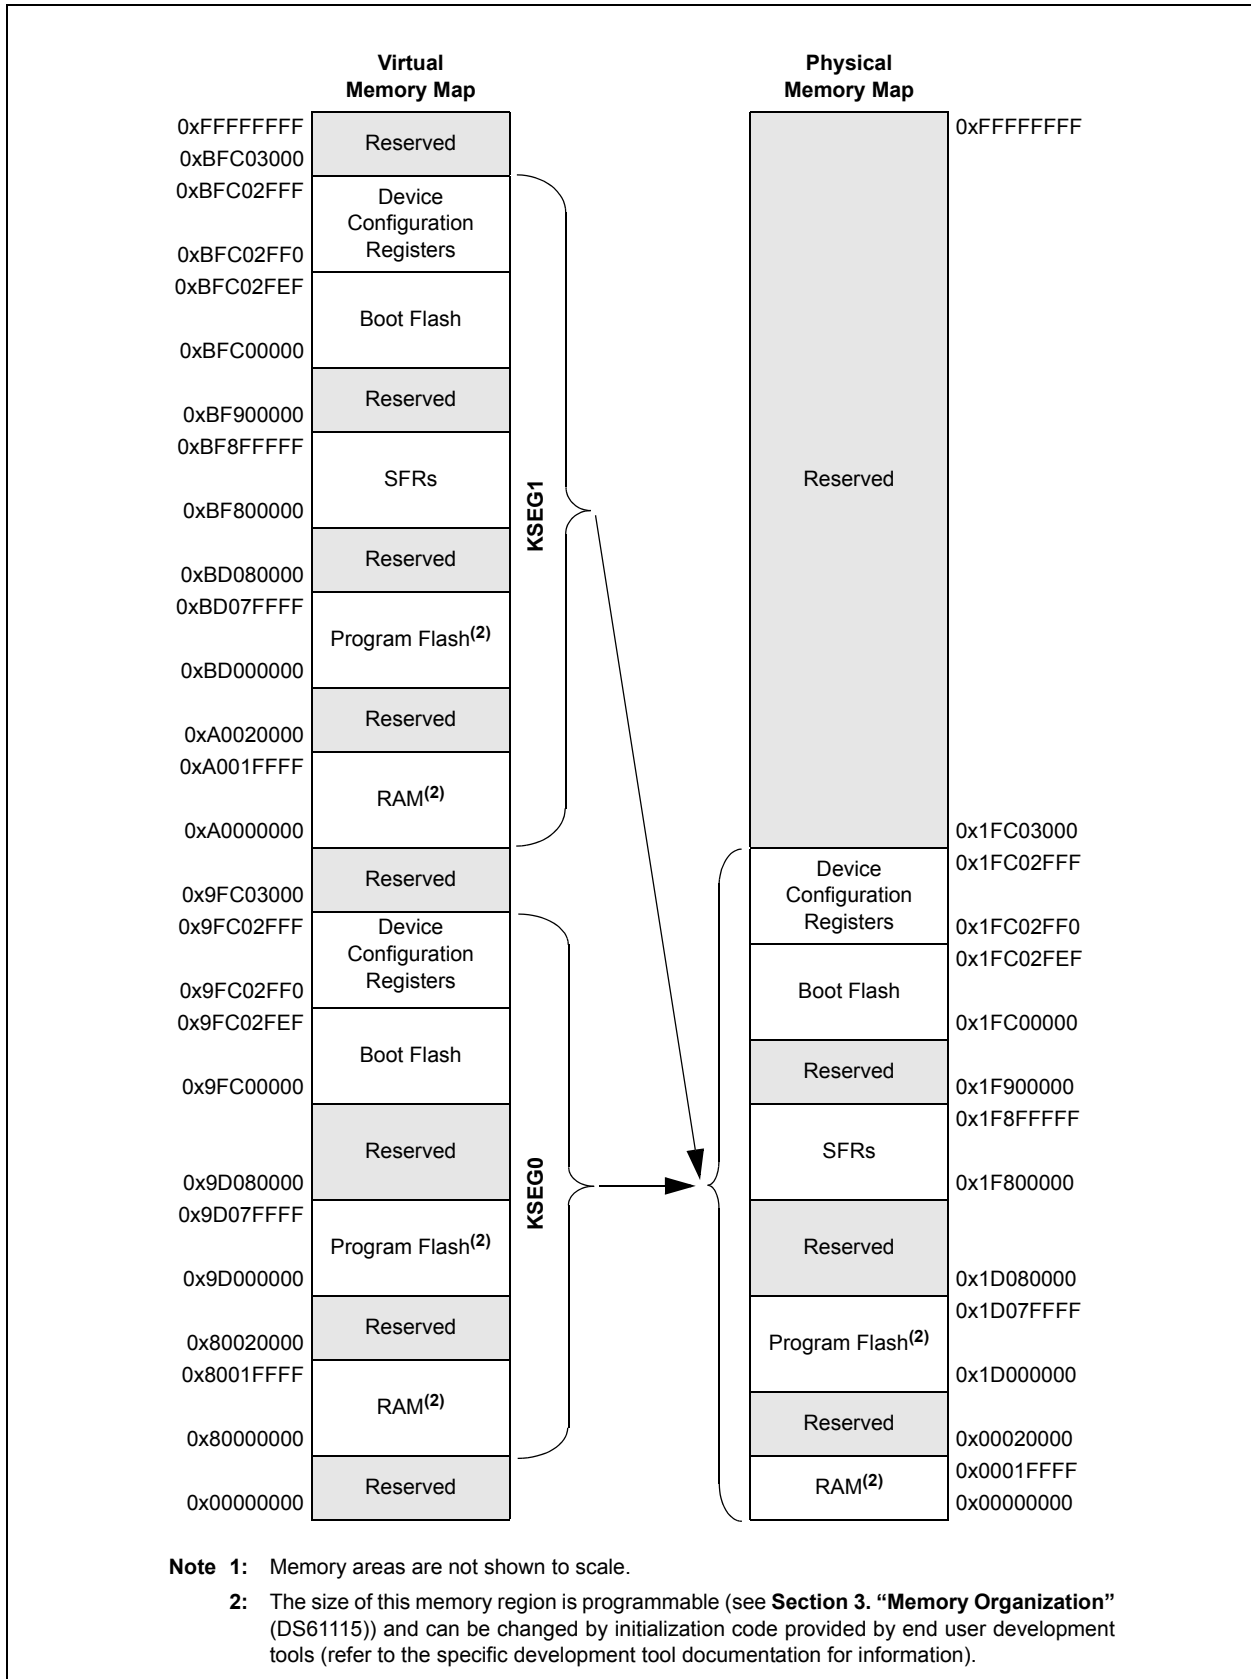 Virtual
Memory Map
0xFFFFFFFF
0xBFC03000
Reserved
0xBFC02FFF
0xBFC02FF0
Device
Configuration
Registers
0xBFC02FEF
0xBFC00000
Boot Flash
Reserved
0xBF900000
0xBF8FFFFF
0xBF800000
SFRs
Reserved
0xBD080000
0xBD07FFFF
0xBD000000
Program Flash(2)
Reserved
0xA0020000
0xA001FFFF
0xA0000000
RAM(2)
KSEG1
Reserved
0x9FC03000
0x9FC02FFF
0x9FC02FF0
Device
Configuration
Registers
0x9FC02FEF
0x9FC00000
Boot Flash
Reserved
0x9D080000
0x9D07FFFF
0x9D000000
Program Flash(2)
Reserved
0x80020000
0x8001FFFF
0x80000000
RAM(2)
KSEG0
Reserved
0x00000000
Physical
Memory Map
0xFFFFFFFF
Reserved
0x1FC03000
0x1FC02FFF
Device
Configuration
Registers
0x1FC02FF0
0x1FC02FEF
Boot Flash
0x1FC00000
Reserved
0x1F900000
0x1F8FFFFF
SFRs
0x1F800000
Reserved
0x1D080000
0x1D07FFFF
Program Flash(2)
0x1D000000
Reserved
0x00020000
0x0001FFFF
RAM(2)
0x00000000
Note 1: Memory areas are not shown to scale.
2: The size of this memory region is programmable (see Section 3. “Memory Organization”
(DS61115)) and can be changed by initialization code provided by end user development
tools (refer to the specific development tool documentation for information).